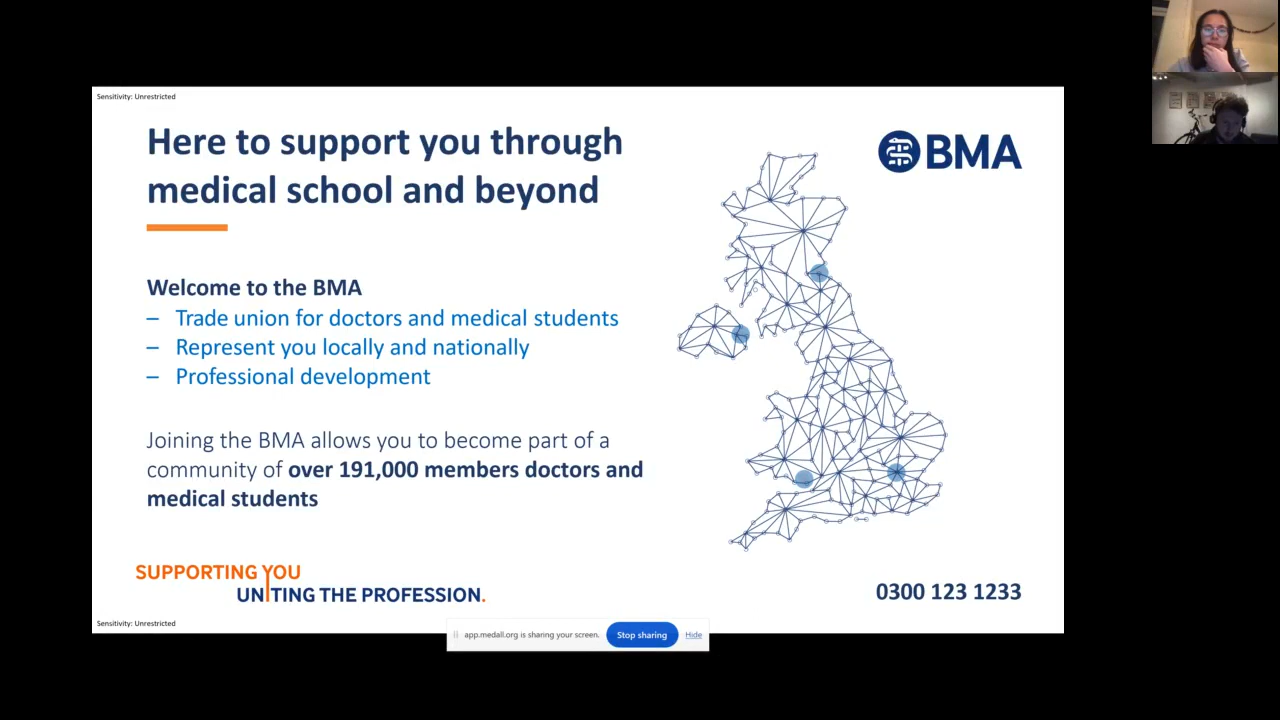 Sensitivity: Unrestricted
Here to support you through
medical school and beyond
BMA
Welcome to the BMA
– Trade union for doctors and medical students
– Represent you locally and nationally
– Professional development
Joining the BMA allows you to become part of a
community of over 191,000 members doctors and
medical students
SUPPORTING YOU
UNITING THE PROFESSION.
0300 123 1233
Sensitivity: Unrestricted
app.medall.org is sharing your screen. Stop sharing Hide